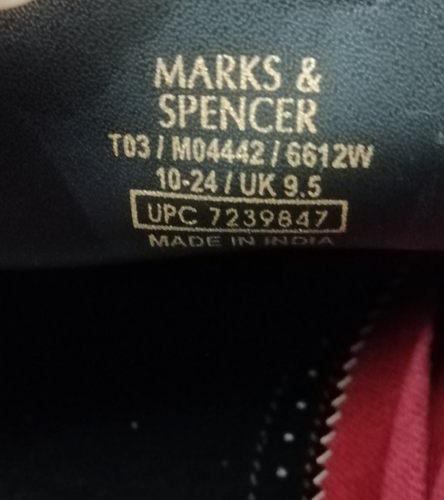 MARKS &
SPENCER
T03 / M04442 / 6612W
10-24 / UK 9.5
UPC 7239847
MADE IN INDIA